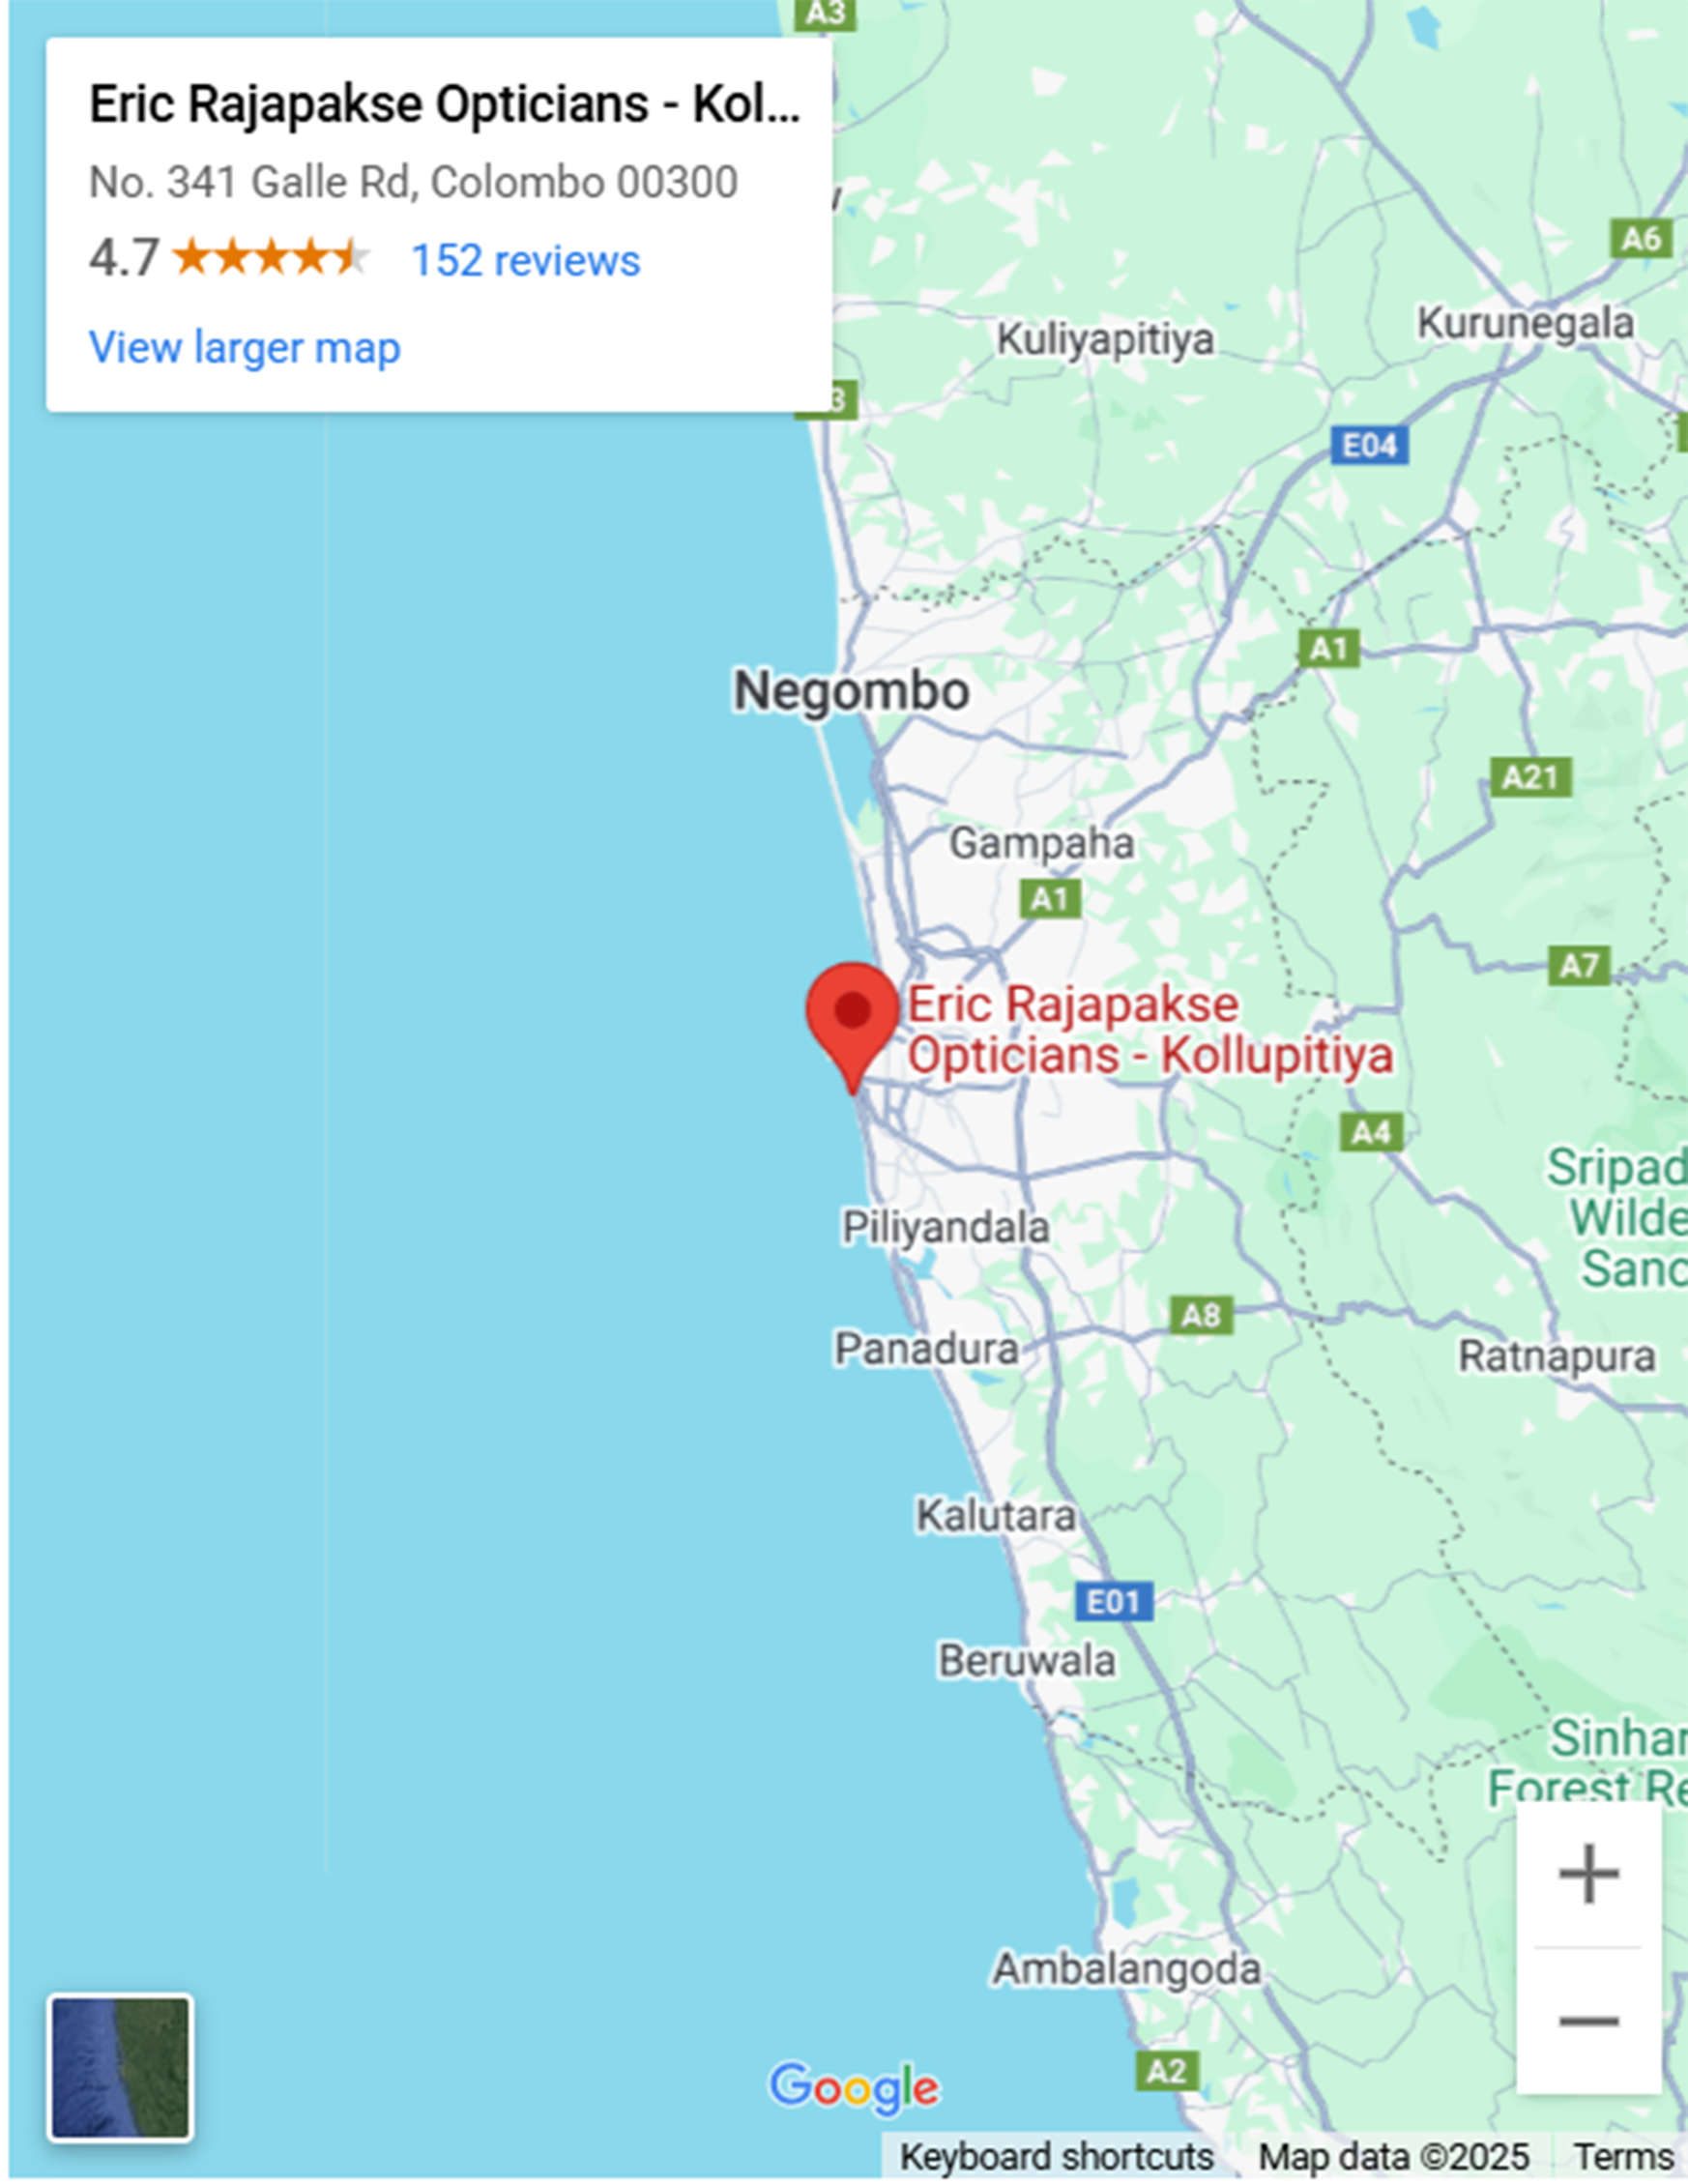 A3
Eric Rajapakse Opticians - Kol...
No. 341 Galle Rd, Colombo 00300
4.7 152 reviews
View larger map
A6
Kurunegala
Kuliyapitiya
E04
A1
Negombo
A21
Gampaha
A1
A7
Eric Rajapakse
Opticians - Kollupitiya
A4
Sripad
Wilde
Sanc
Piliyandala
A8
Panadura
Ratnapura
Kalutara
E01
Beruwala
Sinhar
Forest Re
Ambalangoda
A2
Google
Keyboard shortcuts Map data ©2025 Terms